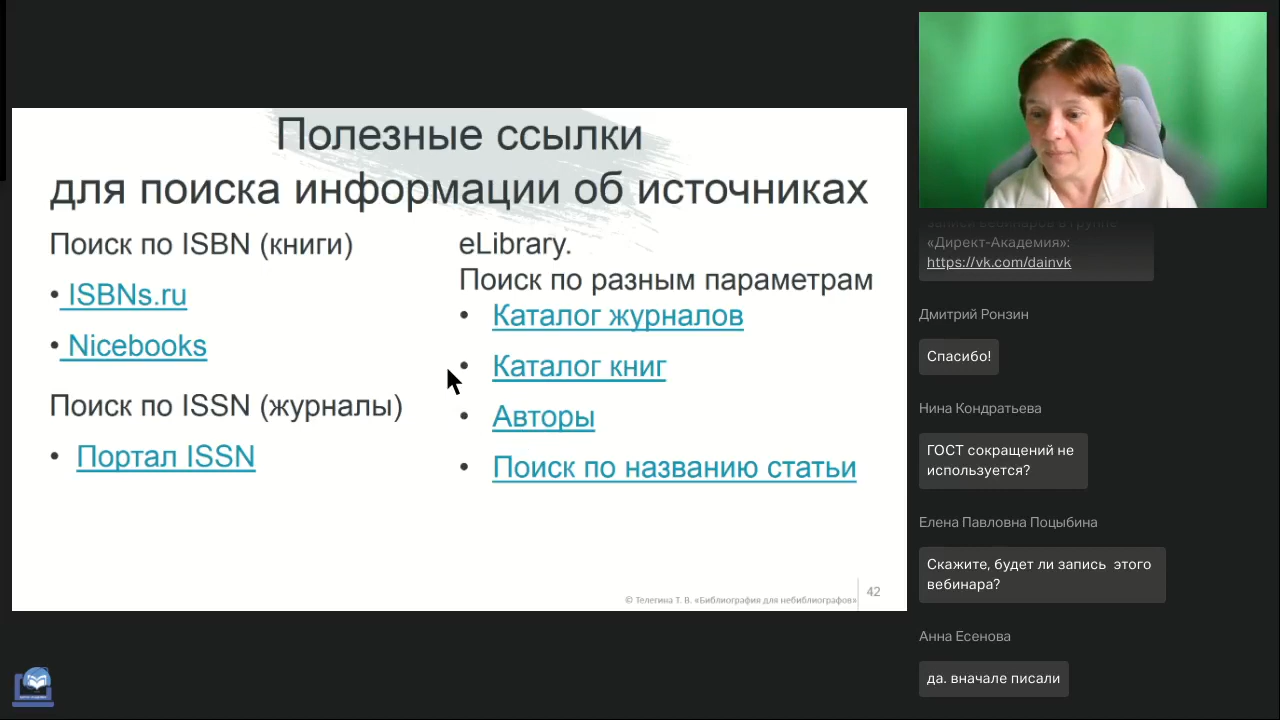 Полезные ссылки
для поиска информации об источниках
Поиск по ISBN (книги)
• ISBNs.ru
• Nicebooks
Поиск по ISSN (журналы)
• Портал ISSN
eLibrary.
Поиск по разным параметрам
• Каталог журналов
• Каталог книг
• Авторы
• Поиск по названию статьи
© Телегина Т. В. «Библиография для небиблиографов»
42
записи вебинаров в группе
«Директ-Академия»:
https://vk.com/dainvk
Дмитрий Ронзин
Спасибо!
Нина Кондратьева
ГОСТ сокращений не
используется?
Елена Павловна Поцыбина
Скажите, будет ли запись этого
вебинара?
Анна Есенова
да. вначале писали